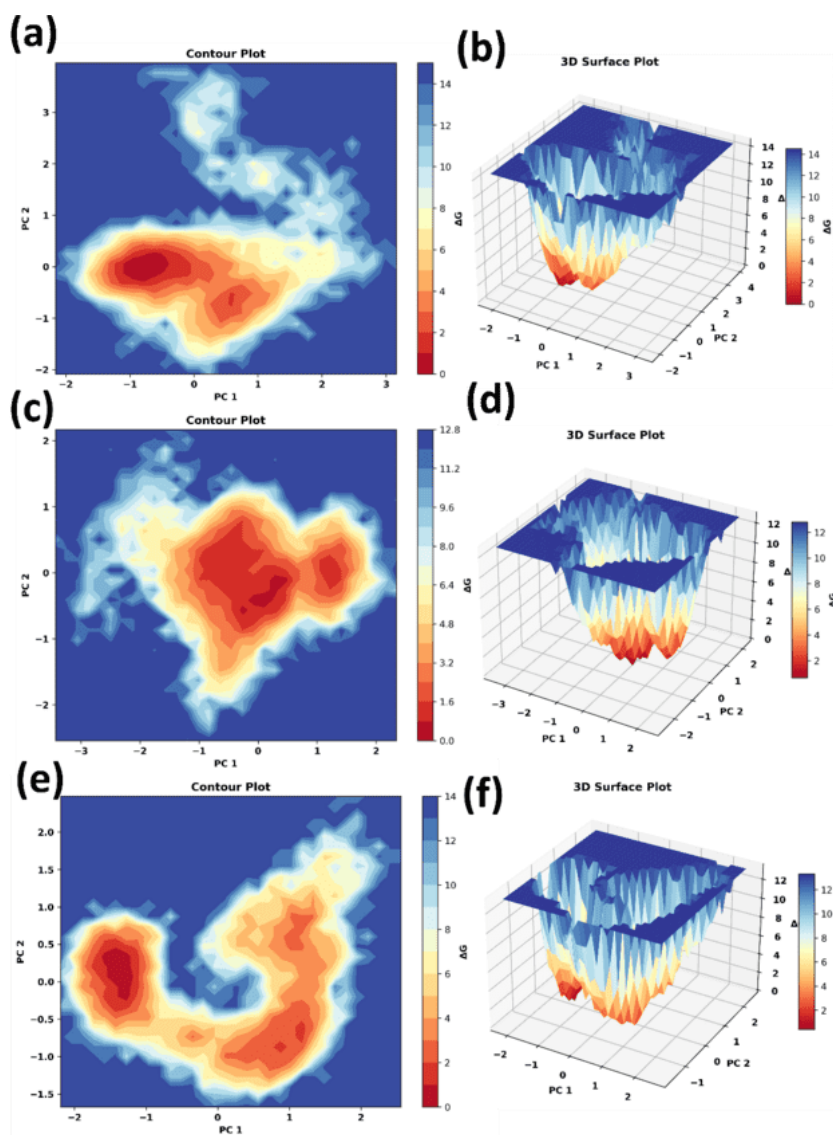 (a)
Contour Plot
3
2
1
0
−1
−2
PC 2
−2 −1 0 1 2 3
PC 1
14
12
10
8
6
4
2
0
ΔG
(b)
3D Surface Plot
14
12
10
8
6
4
2
0
Δ
4
3
2
1
0
−1
−2
PC 2
−2 −1 0 1 2 3
PC 1
14
12
10
8
6
4
2
0
ΔG
(c)
Contour Plot
2
1
0
−1
−2
PC 2
−3 −2 −1 0 1 2
PC 1
12.8
11.2
9.6
8.0
6.4
4.8
3.2
1.6
0.0
ΔG
(d)
3D Surface Plot
12
10
8
6
4
2
0
Δ
2
1
0
−1
−2
PC 2
−3 −2 −1 0 1 2
PC 1
12
10
8
6
4
2
ΔG
(e)
Contour Plot
2.0
1.5
1.0
0.5
0.0
−0.5
−1.0
−1.5
PC 2
−2 −1 0 1 2
PC 1
14
12
10
8
6
4
2
0
ΔG
(f)
3D Surface Plot
12
10
8
6
4
2
0
Δ
2
1
0
−1
PC 2
−2 −1 0 1 2
PC 1
12
10
8
6
4
2
ΔG